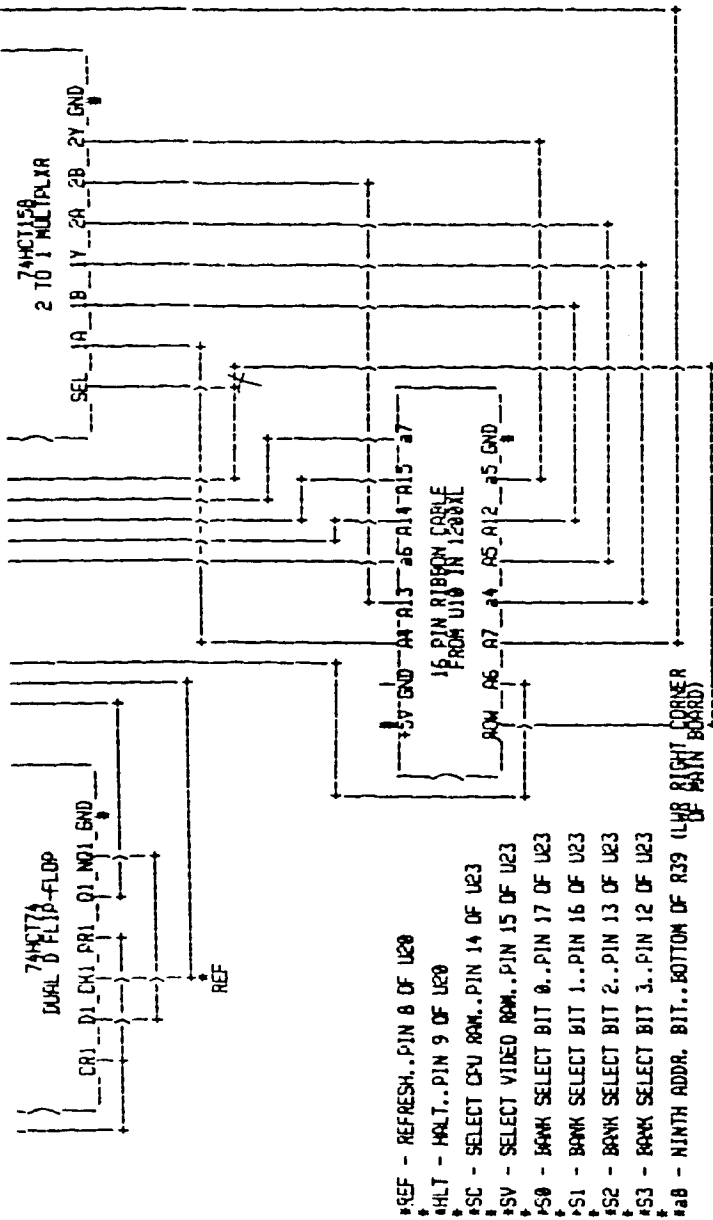 74HCT158
2 TO 1 MULTIPLXR
SEL 1A 1B 1Y 2A 2B 2Y GND
#
+5V GND A4 A13 a6 A14 A15 a7
#
16 PIN RIBBON CABLE
FROM U10 IN 1200XL
ROW A6 A7 a4 A5 A12 a5 GND
#
74HCT74
DUAL D FLIP-FLOP
CR1 D1 CK1 PR1 Q1 NQ1 GND
#
*
REF
*REF - REFRESH..PIN 8 OF U20
*
*HLT - HALT..PIN 9 OF U20
*
*SC - SELECT CPU RAM..PIN 14 OF U23
*
*SV - SELECT VIDEO RAM..PIN 15 OF U23
*
*S0 - BANK SELECT BIT 0..PIN 17 OF U23
*
*S1 - BANK SELECT BIT 1..PIN 16 OF U23
*
*S2 - BANK SELECT BIT 2..PIN 13 OF U23
*
*S3 - BANK SELECT BIT 3..PIN 12 OF U23
*
*a8 - NINTH ADDR. BIT..BOTTOM OF R39 (LWR RIGHT CORNER
OF MAIN BOARD)